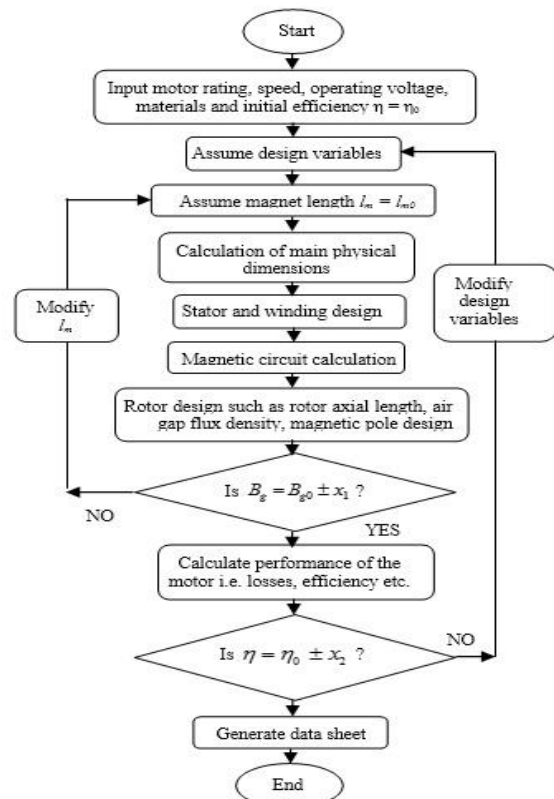 Start
Input motor rating, speed, operating voltage,
materials and initial efficiency η = η₀
Assume design variables
Assume magnet length lₘ = lₘ₀
Calculation of main physical
dimensions
Modify
lₘ
Modify
design
variables
Stator and winding design
Magnetic circuit calculation
Rotor design such as rotor axial length, air
gap flux density, magnetic pole design
Is B_g = B_g0 ± x₁ ?
NO
YES
Calculate performance of the
motor i.e. losses, efficiency etc.
NO
Is η = η₀ ± x₂ ?
Generate data sheet
End